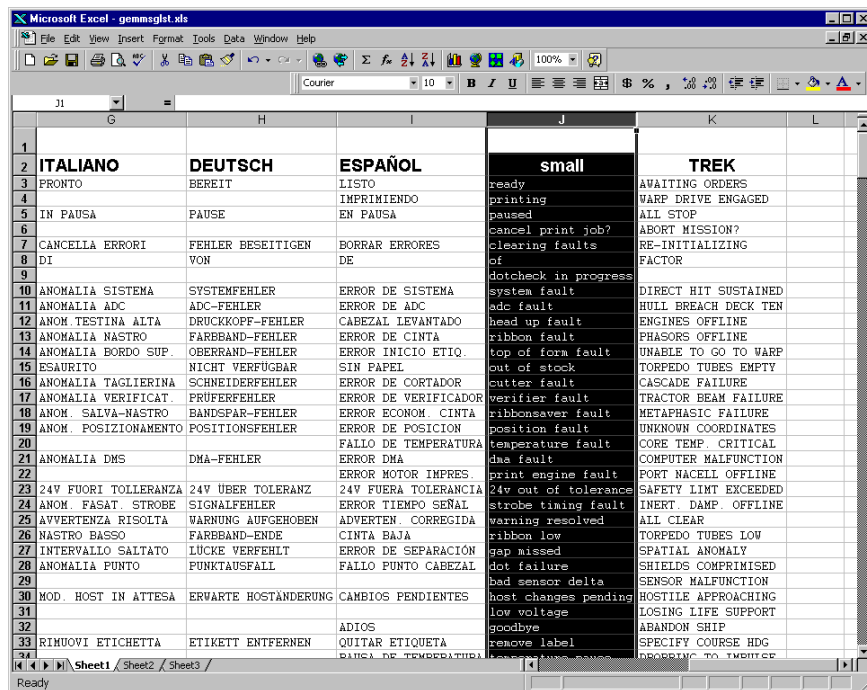 Microsoft Excel - gemmsglst.xls
File Edit View Insert Format Tools Data Window Help
100%
Courier 10 B I U $ % ,
J1 =
G H I J K L
1
2 ITALIANO DEUTSCH ESPAÑOL small TREK
3 PRONTO BEREIT LISTO ready AWAITING ORDERS
4 IMPRIMIENDO printing WARP DRIVE ENGAGED
5 IN PAUSA PAUSE EN PAUSA paused ALL STOP
6 cancel print job? ABORT MISSION?
7 CANCELLA ERRORI FEHLER BESEITIGEN BORRAR ERRORES clearing faults RE-INITIALIZING
8 DI VON DE of FACTOR
9 dotcheck in progress
10 ANOMALIA SISTEMA SYSTEMFEHLER ERROR DE SISTEMA system fault DIRECT HIT SUSTAINED
11 ANOMALIA ADC ADC-FEHLER ERROR DE ADC adc fault HULL BREACH DECK TEN
12 ANOM.TESTINA ALTA DRUCKKOPF-FEHLER CABEZAL LEVANTADO head up fault ENGINES OFFLINE
13 ANOMALIA NASTRO FARBBAND-FEHLER ERROR DE CINTA ribbon fault PHASORS OFFLINE
14 ANOMALIA BORDO SUP. OBERRAND-FEHLER ERROR INICIO ETIQ. top of form fault UNABLE TO GO TO WARP
15 ESAURITO NICHT VERFÜGBAR SIN PAPEL out of stock TORPEDO TUBES EMPTY
16 ANOMALIA TAGLIERINA SCHNEIDERFEHLER ERROR DE CORTADOR cutter fault CASCADE FAILURE
17 ANOMALIA VERIFICAT. PRÜFERFEHLER ERROR DE VERIFICADOR verifier fault TRACTOR BEAM FAILURE
18 ANOM. SALVA-NASTRO BANDSPAR-FEHLER ERROR ECONOM. CINTA ribbonsaver fault METAPHASIC FAILURE
19 ANOM. POSIZIONAMENTO POSITIONSFEHLER ERROR DE POSICION position fault UNKNOWN COORDINATES
20 FALLO DE TEMPERATURA temperature fault CORE TEMP. CRITICAL
21 ANOMALIA DMS DMA-FEHLER ERROR DMA dma fault COMPUTER MALFUNCTION
22 ERROR MOTOR IMPRES. print engine fault PORT NACELL OFFLINE
23 24V FUORI TOLLERANZA 24V ÜBER TOLERANZ 24V FUERA TOLERANCIA 24v out of tolerance SAFETY LIMT EXCEEDED
24 ANOM. FASAT. STROBE SIGNALFEHLER ERROR TIEMPO SEÑAL strobe timing fault INERT. DAMP. OFFLINE
25 AVVERTENZA RISOLTA WARNUNG AUFGEHOBEN ADVERTEN. CORREGIDA warning resolved ALL CLEAR
26 NASTRO BASSO FARBBAND-ENDE CINTA BAJA ribbon low TORPEDO TUBES LOW
27 INTERVALLO SALTATO LÜCKE VERFEHLT ERROR DE SEPARACIÓN gap missed SPATIAL ANOMALY
28 ANOMALIA PUNTO PUNKTAUSFALL FALLO PUNTO CABEZAL dot failure SHIELDS COMPRIMISED
29 bad sensor delta SENSOR MALFUNCTION
30 MOD. HOST IN ATTESA ERWARTE HOSTÄNDERUNG CAMBIOS PENDIENTES host changes pending HOSTILE APPROACHING
31 low voltage LOSING LIFE SUPPORT
32 ADIOS goodbye ABANDON SHIP
33 RIMUOVI ETICHETTA ETIKETT ENTFERNEN QUITAR ETIQUETA remove label SPECIFY COURSE HDG
34 PAUSA DE TEMPERATURA temperature pause DROPPING TO IMPULSE
Sheet1 Sheet2 Sheet3
Ready